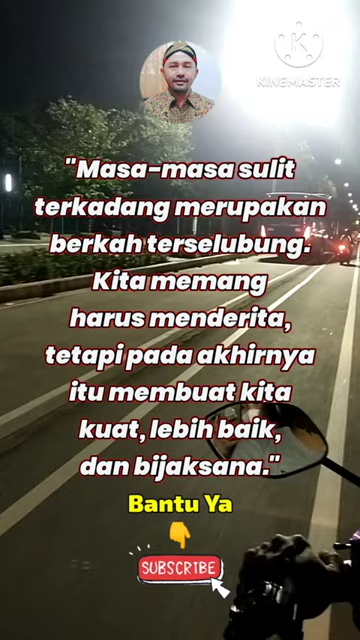 KINEMASTER
"Masa-masa sulit
terkadang merupakan
berkah terselubung.
Kita memang
harus menderita,
tetapi pada akhirnya
itu membuat kita
kuat, lebih baik,
dan bijaksana."
Bantu Ya
👇
SUBSCRIBE